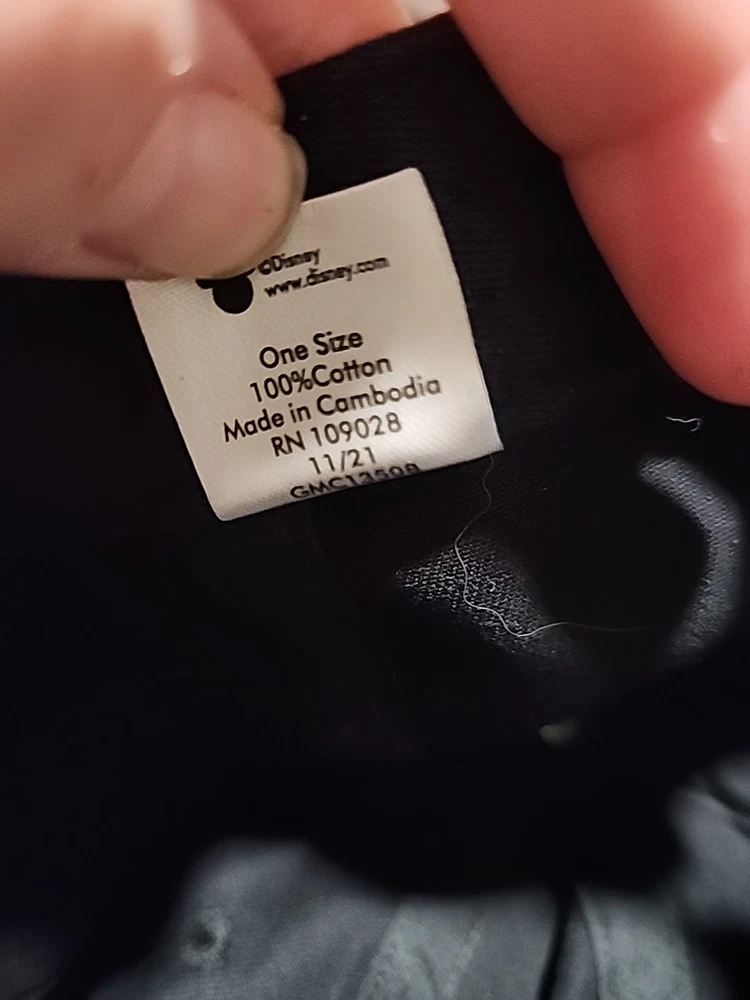 ©Disney
www.disney.com
One Size
100%Cotton
Made in Cambodia
RN 109028
11/21